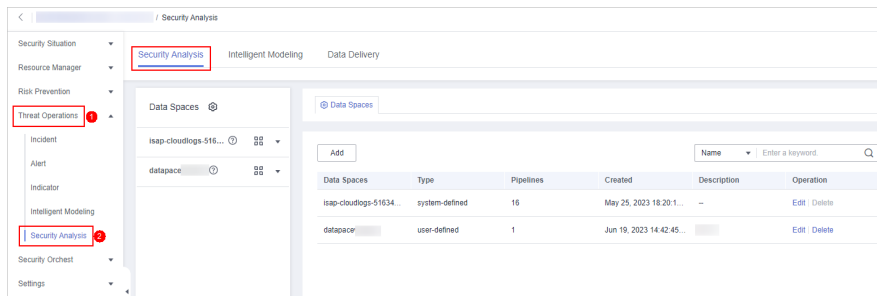 / Security Analysis
Security Situation
Resource Manager
Risk Prevention
Threat Operations 1
Incident
Alert
Indicator
Intelligent Modeling
Security Analysis 2
Security Orchest
Settings
Security Analysis Intelligent Modeling Data Delivery
Data Spaces
isap-cloudlogs-516...
datapace
Data Spaces
Add Name Enter a keyword.
Data Spaces Type Pipelines Created Description Operation
isap-cloudlogs-51634... system-defined 16 May 25, 2023 18:20:1... -- Edit Delete
datapace user-defined 1 Jun 19, 2023 14:42:45... Edit Delete